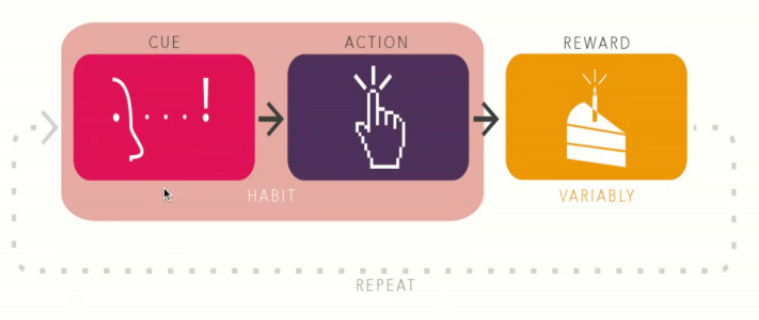 CUE
ACTION
REWARD
HABIT
VARIABLY
REPEAT